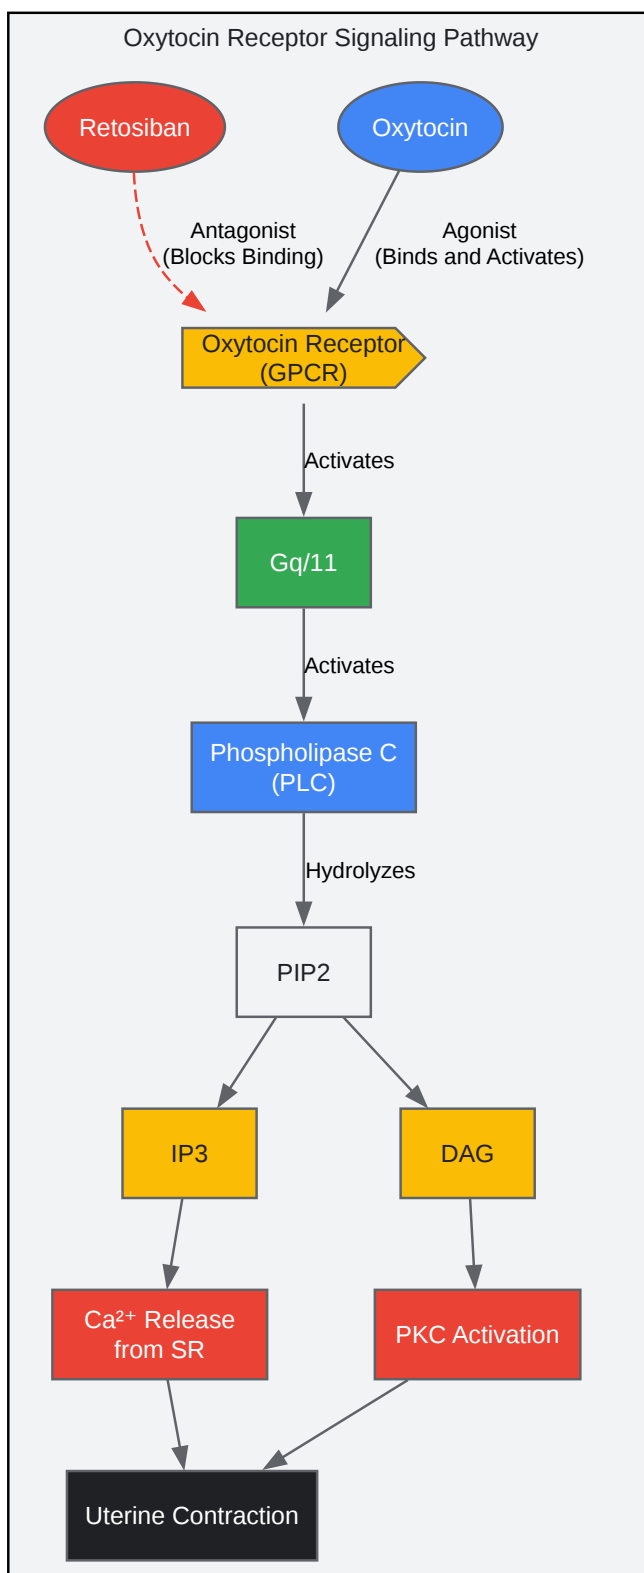 Oxytocin Receptor Signaling Pathway
Retosiban
Oxytocin
Antagonist
(Blocks Binding)
Agonist
(Binds and Activates)
Oxytocin Receptor
(GPCR)
Activates
Gq/11
Activates
Phospholipase C
(PLC)
Hydrolyzes
PIP2
IP3
DAG
Ca²⁺ Release
from SR
PKC Activation
Uterine Contraction